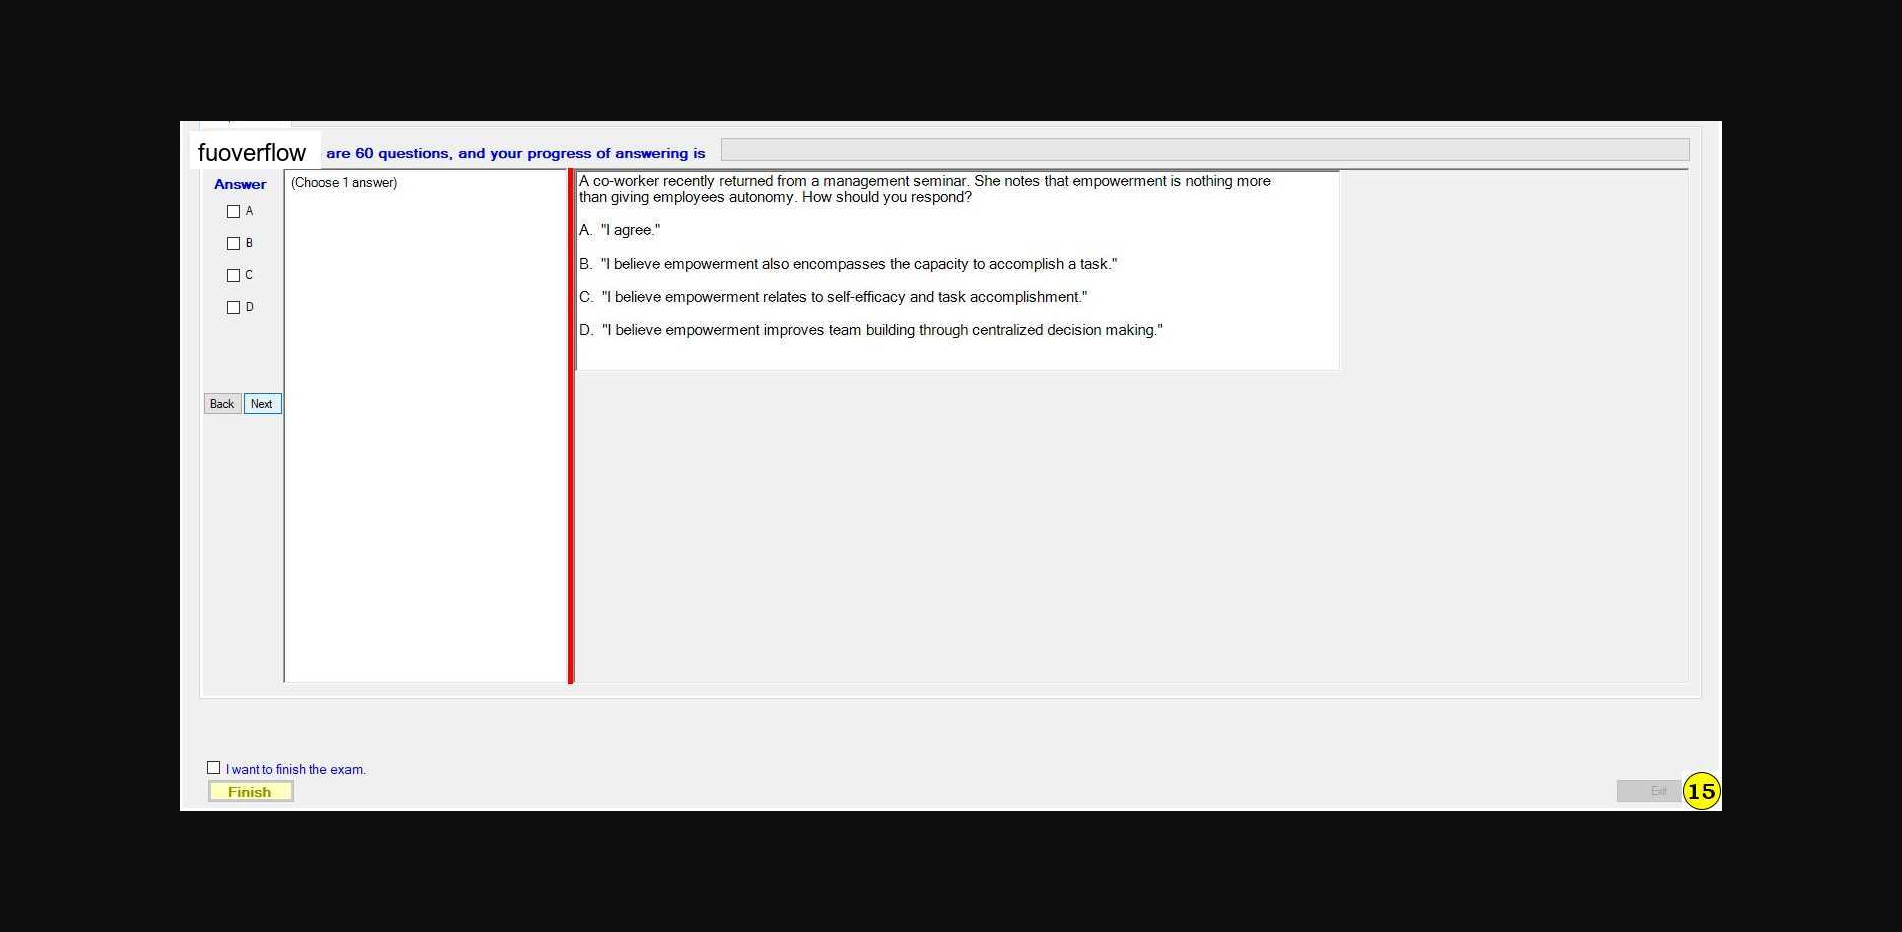 fuoverflow are 60 questions, and your progress of answering is
Answer
(Choose 1 answer)
A
B
C
D
Back Next
A co-worker recently returned from a management seminar. She notes that empowerment is nothing more
than giving employees autonomy. How should you respond?
A. "I agree."
B. "I believe empowerment also encompasses the capacity to accomplish a task."
C. "I believe empowerment relates to self-efficacy and task accomplishment."
D. "I believe empowerment improves team building through centralized decision making."
I want to finish the exam.
Finish
Exit
15